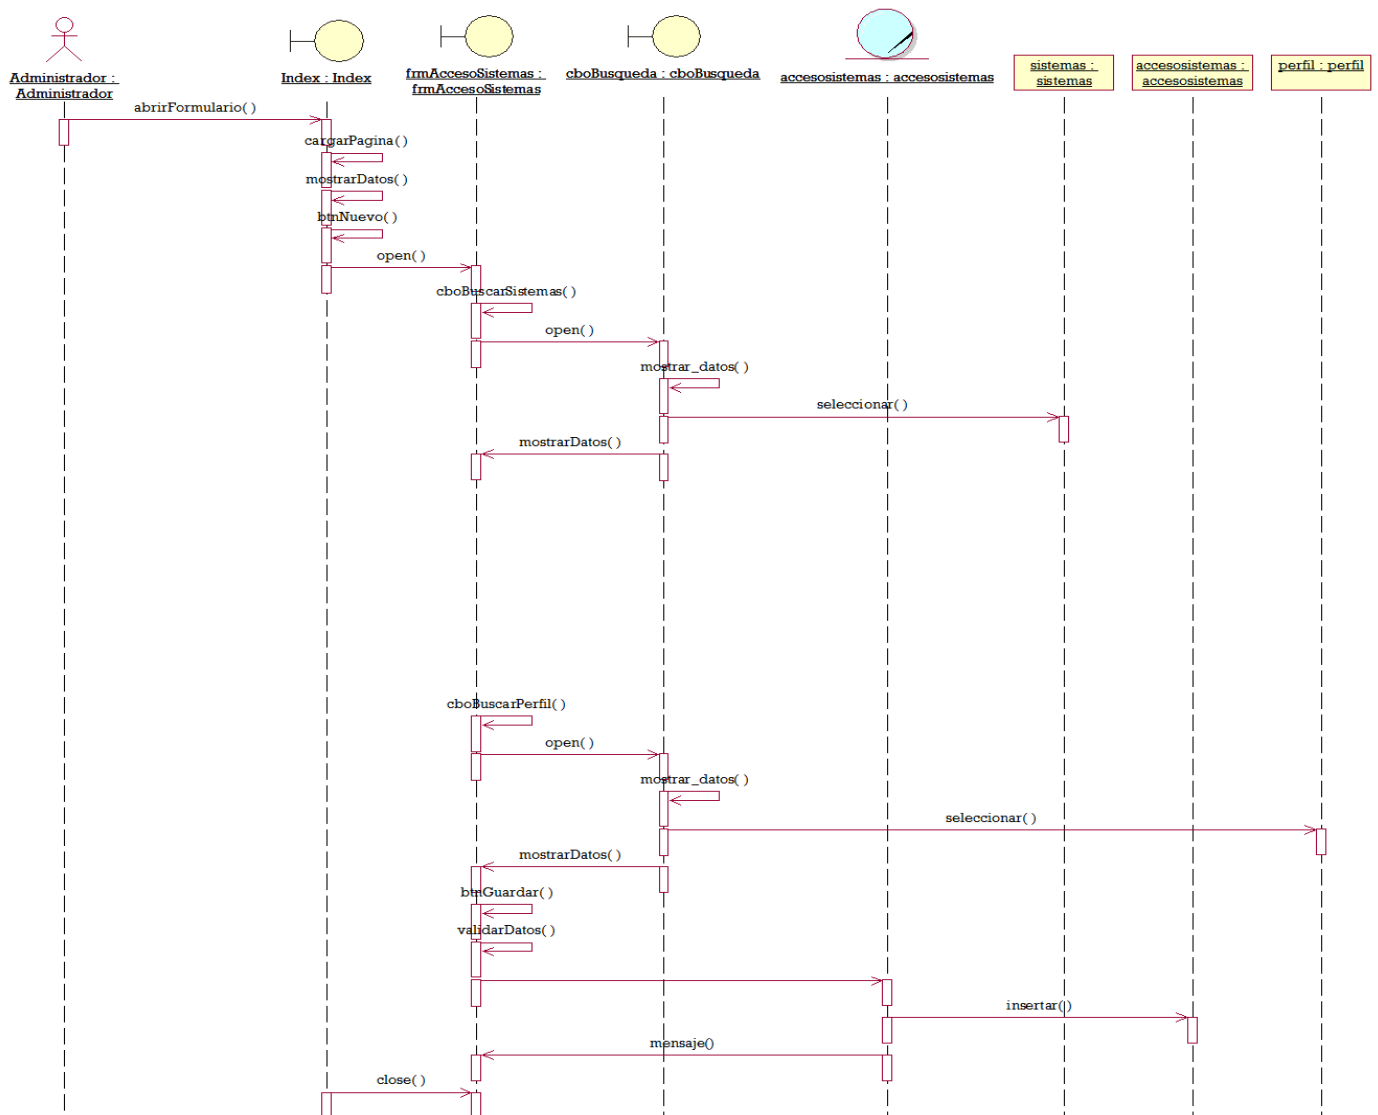 Administrador :
Administrador
Index : Index
frmAccesoSistemas :
frmAccesoSistemas
cboBusqueda : cboBusqueda
accesosistemas : accesosistemas
sistemas :
sistemas
accesosistemas :
accesosistemas
perfil : perfil
abrirFormulario( )
cargarPagina( )
mostrarDatos( )
btnNuevo( )
open( )
cboBuscarSistemas( )
open( )
mostrar_datos( )
seleccionar( )
mostrarDatos( )
cboBuscarPerfil( )
open( )
mostrar_datos( )
seleccionar( )
mostrarDatos( )
btnGuardar( )
validarDatos( )
insertar( )
mensaje()
close( )